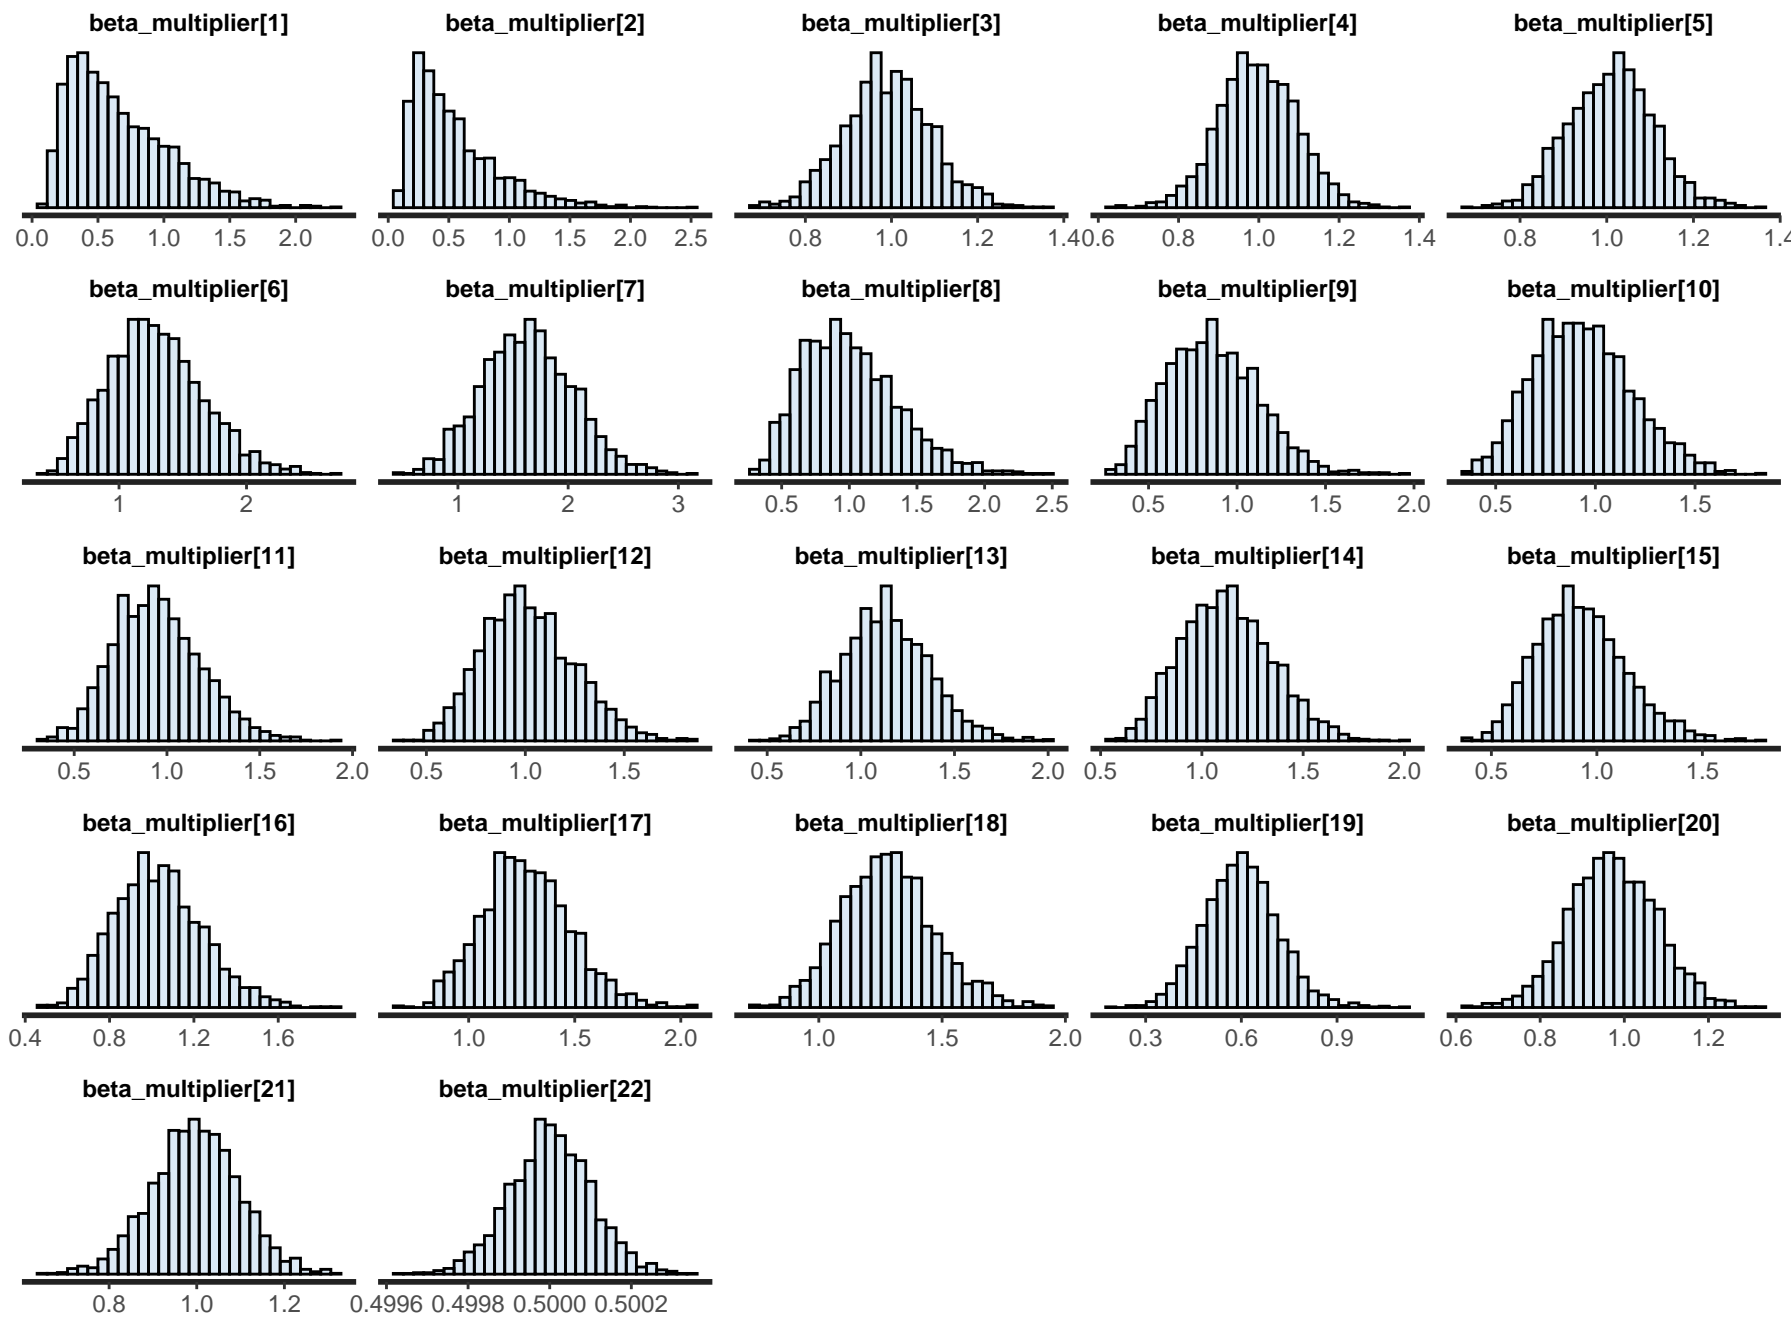 beta_multiplier[1] beta_multiplier[2] beta_multiplier[3] beta_multiplier[4] beta_multiplier[5]
0.0 0.5 1.0 1.5 2.0 0.0 0.5 1.0 1.5 2.0 2.5 0.8 1.0 1.2 1.4 0.6 0.8 1.0 1.2 1.4 0.8 1.0 1.2 1.4
beta_multiplier[6] beta_multiplier[7] beta_multiplier[8] beta_multiplier[9] beta_multiplier[10]
1 2 1 2 3 0.5 1.0 1.5 2.0 2.5 0.5 1.0 1.5 2.0 0.5 1.0 1.5
beta_multiplier[11] beta_multiplier[12] beta_multiplier[13] beta_multiplier[14] beta_multiplier[15]
0.5 1.0 1.5 2.0 0.5 1.0 1.5 0.5 1.0 1.5 2.0 0.5 1.0 1.5 2.0 0.5 1.0 1.5
beta_multiplier[16] beta_multiplier[17] beta_multiplier[18] beta_multiplier[19] beta_multiplier[20]
0.4 0.8 1.2 1.6 1.0 1.5 2.0 1.0 1.5 2.0 0.3 0.6 0.9 0.6 0.8 1.0 1.2
beta_multiplier[21] beta_multiplier[22]
0.8 1.0 1.2 0.4996 0.4998 0.5000 0.5002